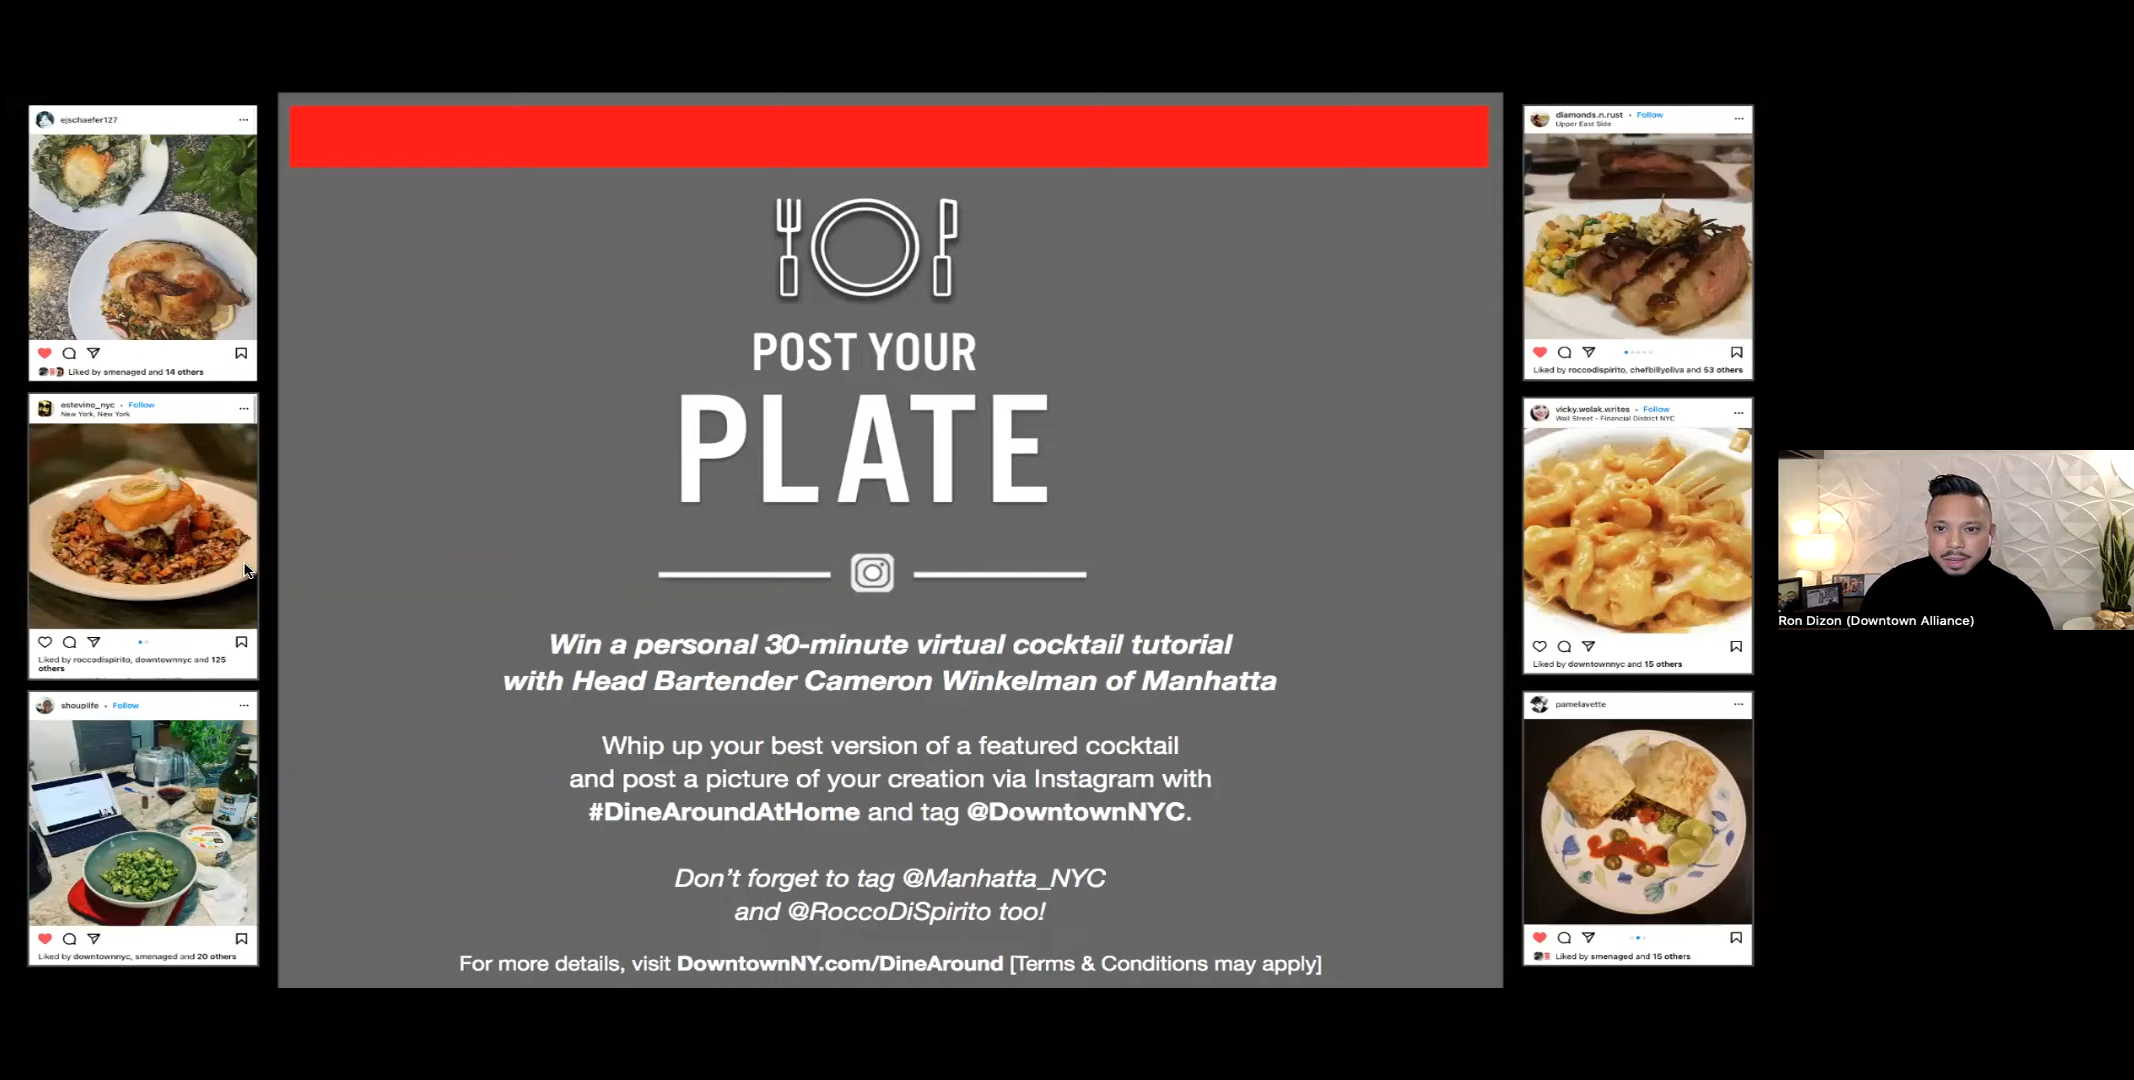 ejschaefer127
Liked by smenaged and 14 others
estevino_nyc • Follow
New York, New York
Liked by roccodispirito, downtownnyc and 125
others
shouplife • Follow
Liked by downtownnyc, smenaged and 20 others
POST YOUR
PLATE
Win a personal 30-minute virtual cocktail tutorial
with Head Bartender Cameron Winkelman of Manhatta
Whip up your best version of a featured cocktail
and post a picture of your creation via Instagram with
#DineAroundAtHome and tag @DowntownNYC.
Don't forget to tag @Manhatta_NYC
and @RoccoDiSpirito too!
For more details, visit DowntownNY.com/DineAround [Terms & Conditions may apply]
diamonds.n.rust • Follow
Upper East Side
Liked by roccodispirito, chefbillyoliva and 53 others
vicky.wolak.writes • Follow
Wall Street - Financial District NYC
Liked by downtownnyc and 15 others
pamelavette
Liked by smenaged and 15 others
Ron Dizon (Downtown Alliance)